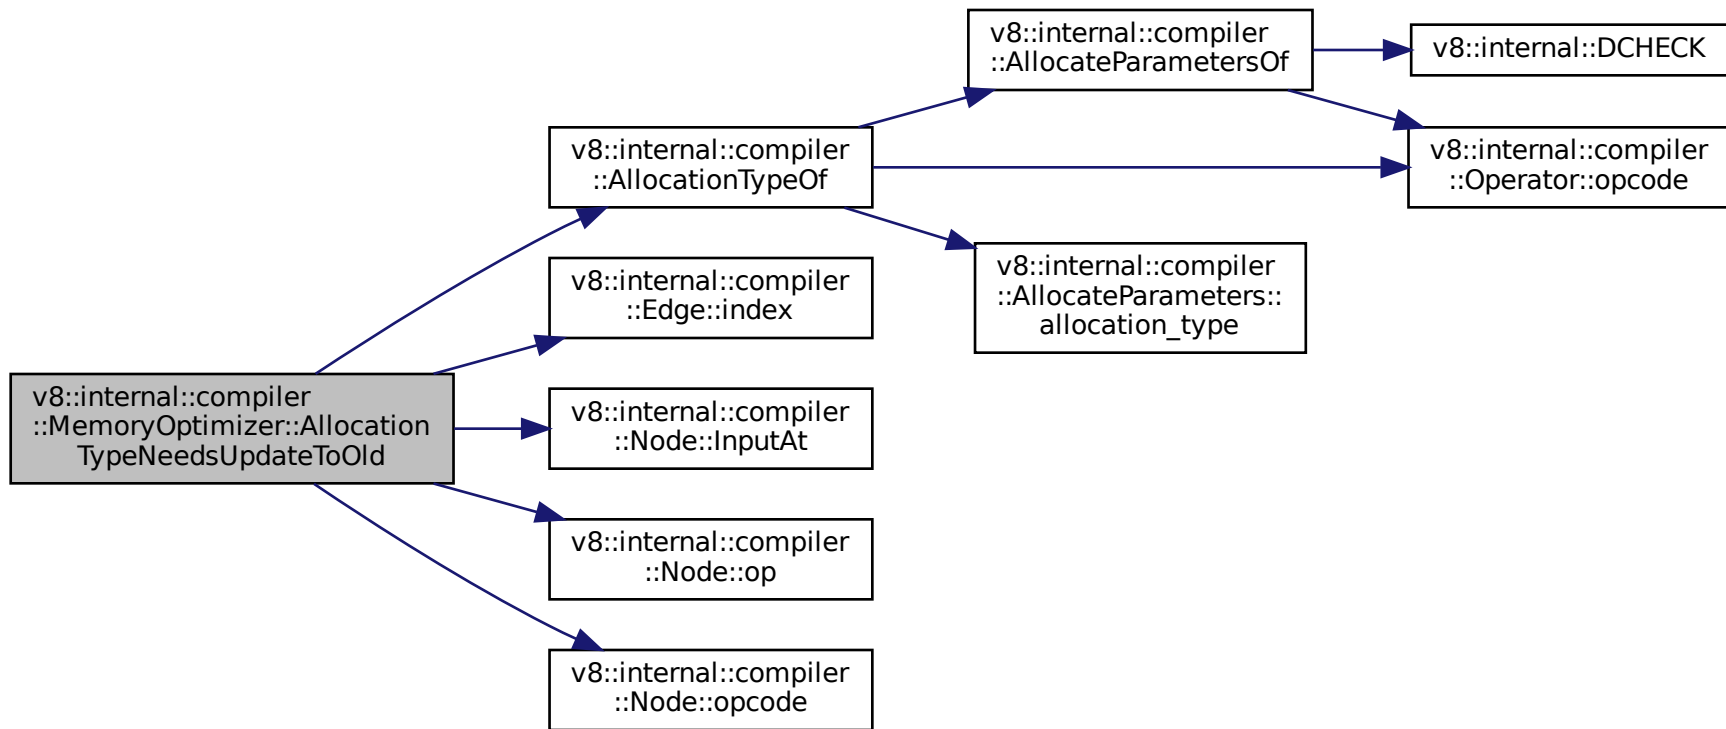 v8::internal::compiler
::MemoryOptimizer::Allocation
TypeNeedsUpdateToOld
v8::internal::compiler
::AllocationTypeOf
v8::internal::compiler
::AllocateParametersOf
v8::internal::DCHECK
v8::internal::compiler
::Operator::opcode
v8::internal::compiler
::AllocateParameters::
allocation_type
v8::internal::compiler
::Edge::index
v8::internal::compiler
::Node::InputAt
v8::internal::compiler
::Node::op
v8::internal::compiler
::Node::opcode